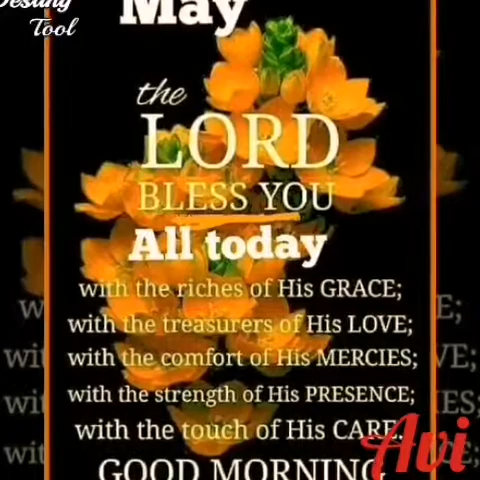 Tool
May
the
LORD
BLESS YOU
All today
with the riches of His GRACE;
with the treasurers of His LOVE;
with the comfort of His MERCIES;
with the strength of His PRESENCE;
with the touch of His CARE.
GOOD MORNING
Avi